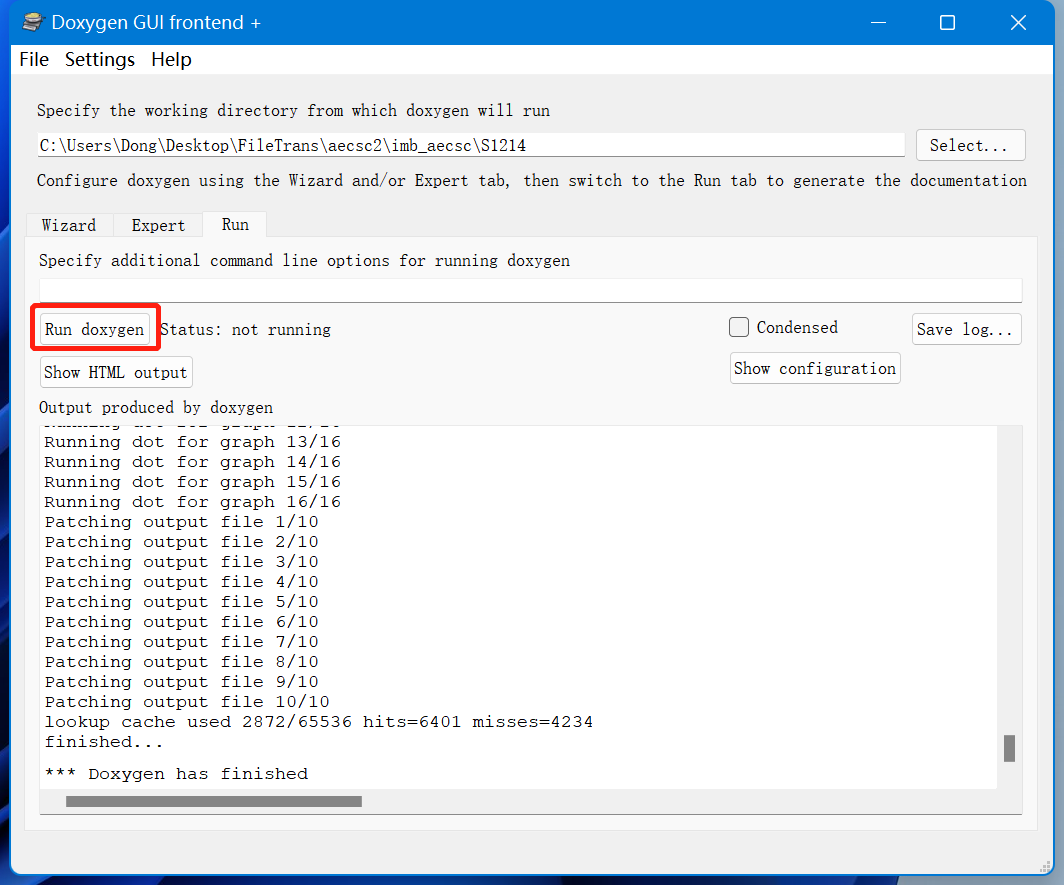 Doxygen GUI frontend +
File Settings Help
Specify the working directory from which doxygen will run
C:\Users\Dong\Desktop\FileTrans\aecsc2\imb_aecsc\S1214
Select...
Configure doxygen using the Wizard and/or Expert tab, then switch to the Run tab to generate the documentation
Wizard Expert Run
Specify additional command line options for running doxygen
Run doxygen Status: not running Condensed Save log...
Show HTML output Show configuration
Output produced by doxygen
Running dot for graph 13/16
Running dot for graph 14/16
Running dot for graph 15/16
Running dot for graph 16/16
Patching output file 1/10
Patching output file 2/10
Patching output file 3/10
Patching output file 4/10
Patching output file 5/10
Patching output file 6/10
Patching output file 7/10
Patching output file 8/10
Patching output file 9/10
Patching output file 10/10
lookup cache used 2872/65536 hits=6401 misses=4234
finished...
*** Doxygen has finished